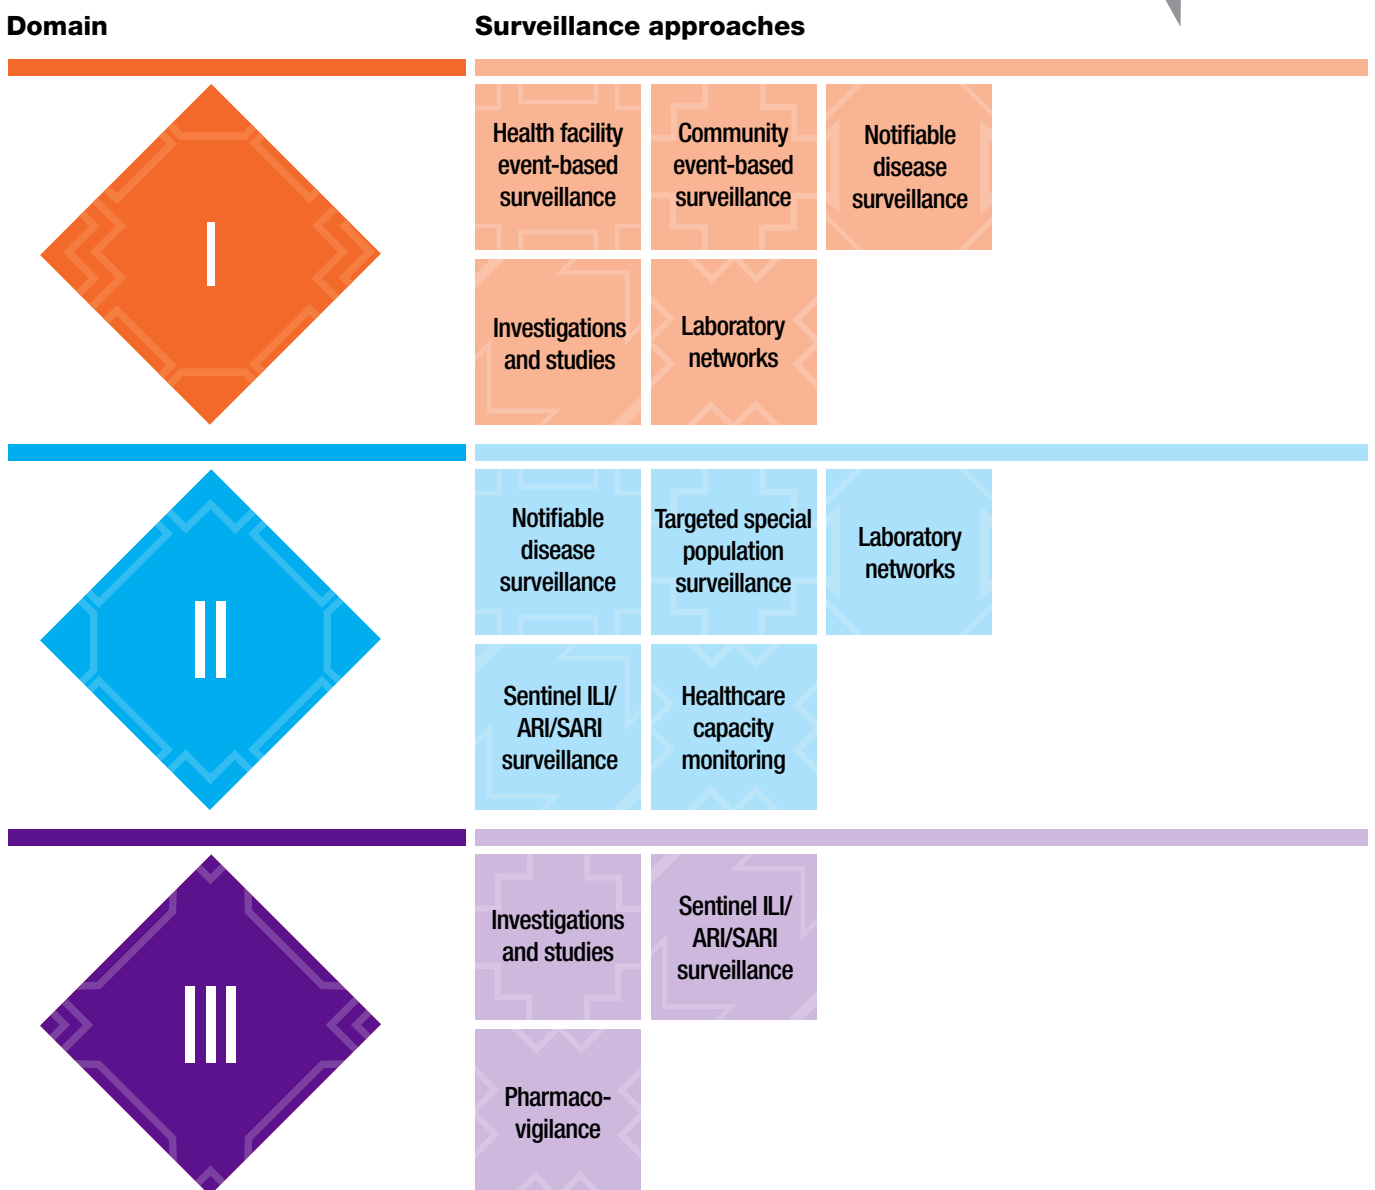 Domain
Surveillance approaches
I
Health facility
event-based
surveillance
Community
event-based
surveillance
Notifiable
disease
surveillance
Investigations
and studies
Laboratory
networks
II
Notifiable
disease
surveillance
Targeted special
population
surveillance
Laboratory
networks
Sentinel ILI/
ARI/SARI
surveillance
Healthcare
capacity
monitoring
III
Investigations
and studies
Sentinel ILI/
ARI/SARI
surveillance
Pharmaco-
vigilance